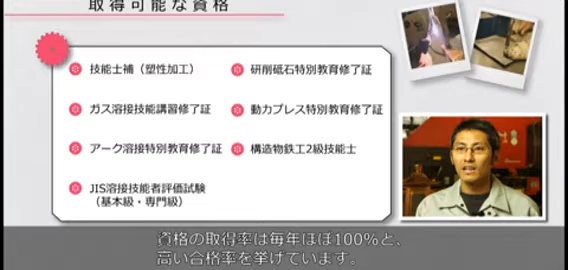 取得可能な資格
技能士補（塑性加工）
研削砥石特別教育修了証
ガス溶接技能講習修了証
動力プレス特別教育修了証
アーク溶接特別教育修了証
構造物鉄工2級技能士
JIS溶接技能者評価試験
（基本級・専門級）
資格の取得率は毎年ほぼ100％と、
高い合格率を挙げています。